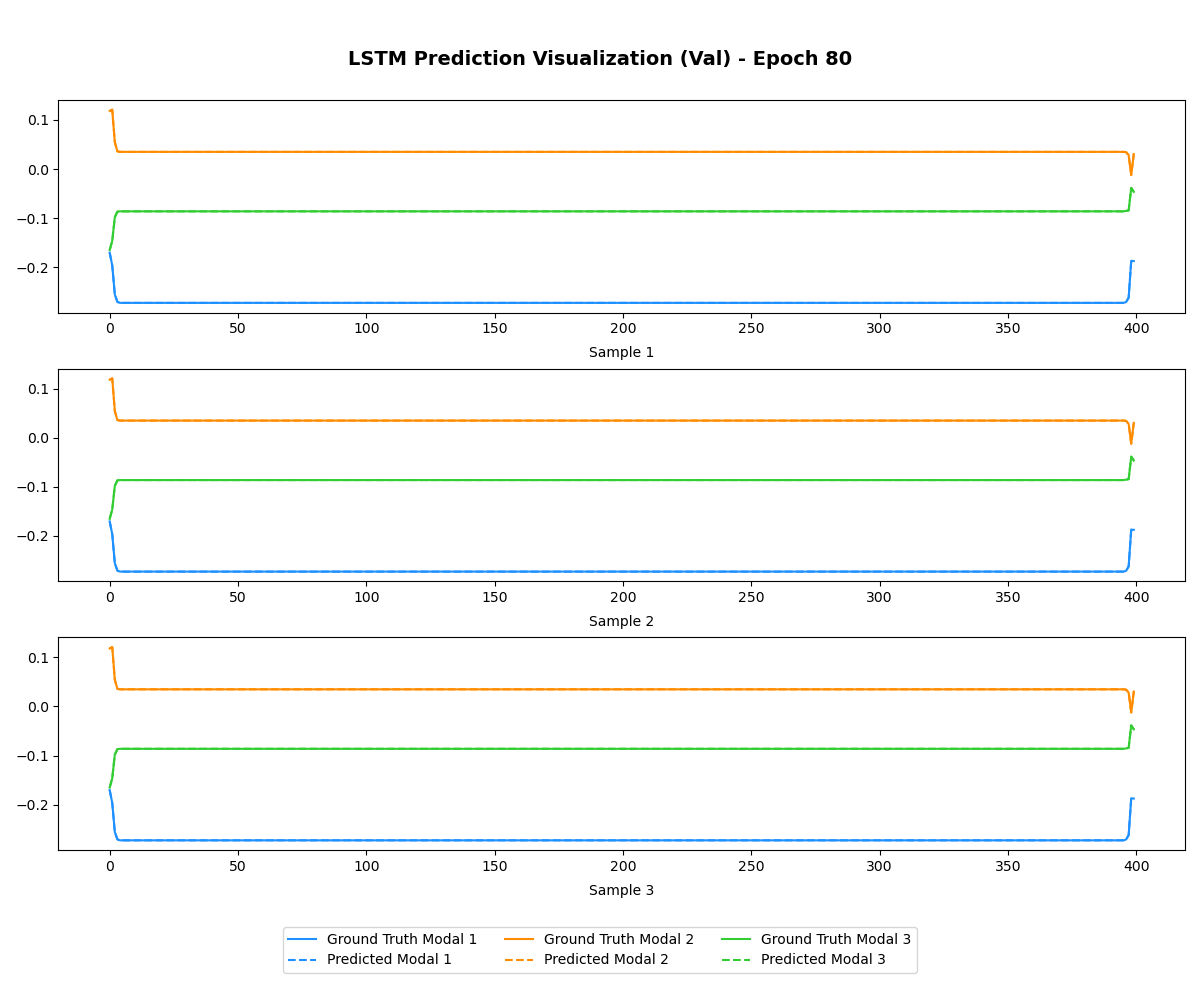 LSTM Prediction Visualization (Val) - Epoch 80
0.1
0.0
−0.1
−0.2
0 50 100 150 200 250 300 350 400
Sample 1
0.1
0.0
−0.1
−0.2
0 50 100 150 200 250 300 350 400
Sample 2
0.1
0.0
−0.1
−0.2
0 50 100 150 200 250 300 350 400
Sample 3
Ground Truth Modal 1 Ground Truth Modal 2 Ground Truth Modal 3
Predicted Modal 1 Predicted Modal 2 Predicted Modal 3